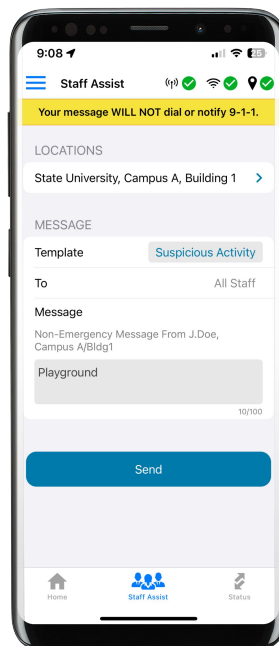 9:08
25
Staff Assist
Your message WILL NOT dial or notify 9-1-1.
LOCATIONS
State University, Campus A, Building 1
MESSAGE
Template
Suspicious Activity
To
All Staff
Message
Non-Emergency Message From J.Doe,
Campus A/Bldg1
Playground
10/100
Send
Home
Staff Assist
Status